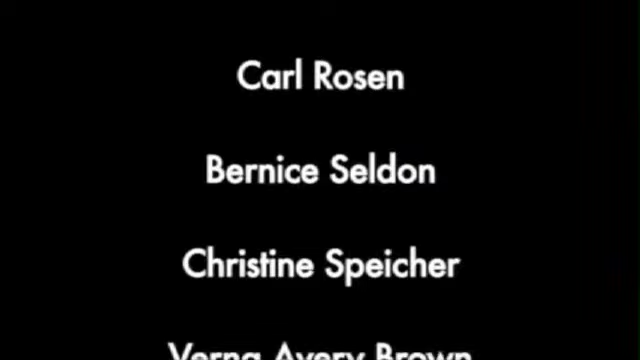 Carl Rosen
Bernice Seldon
Christine Speicher
Verna Avery Brown